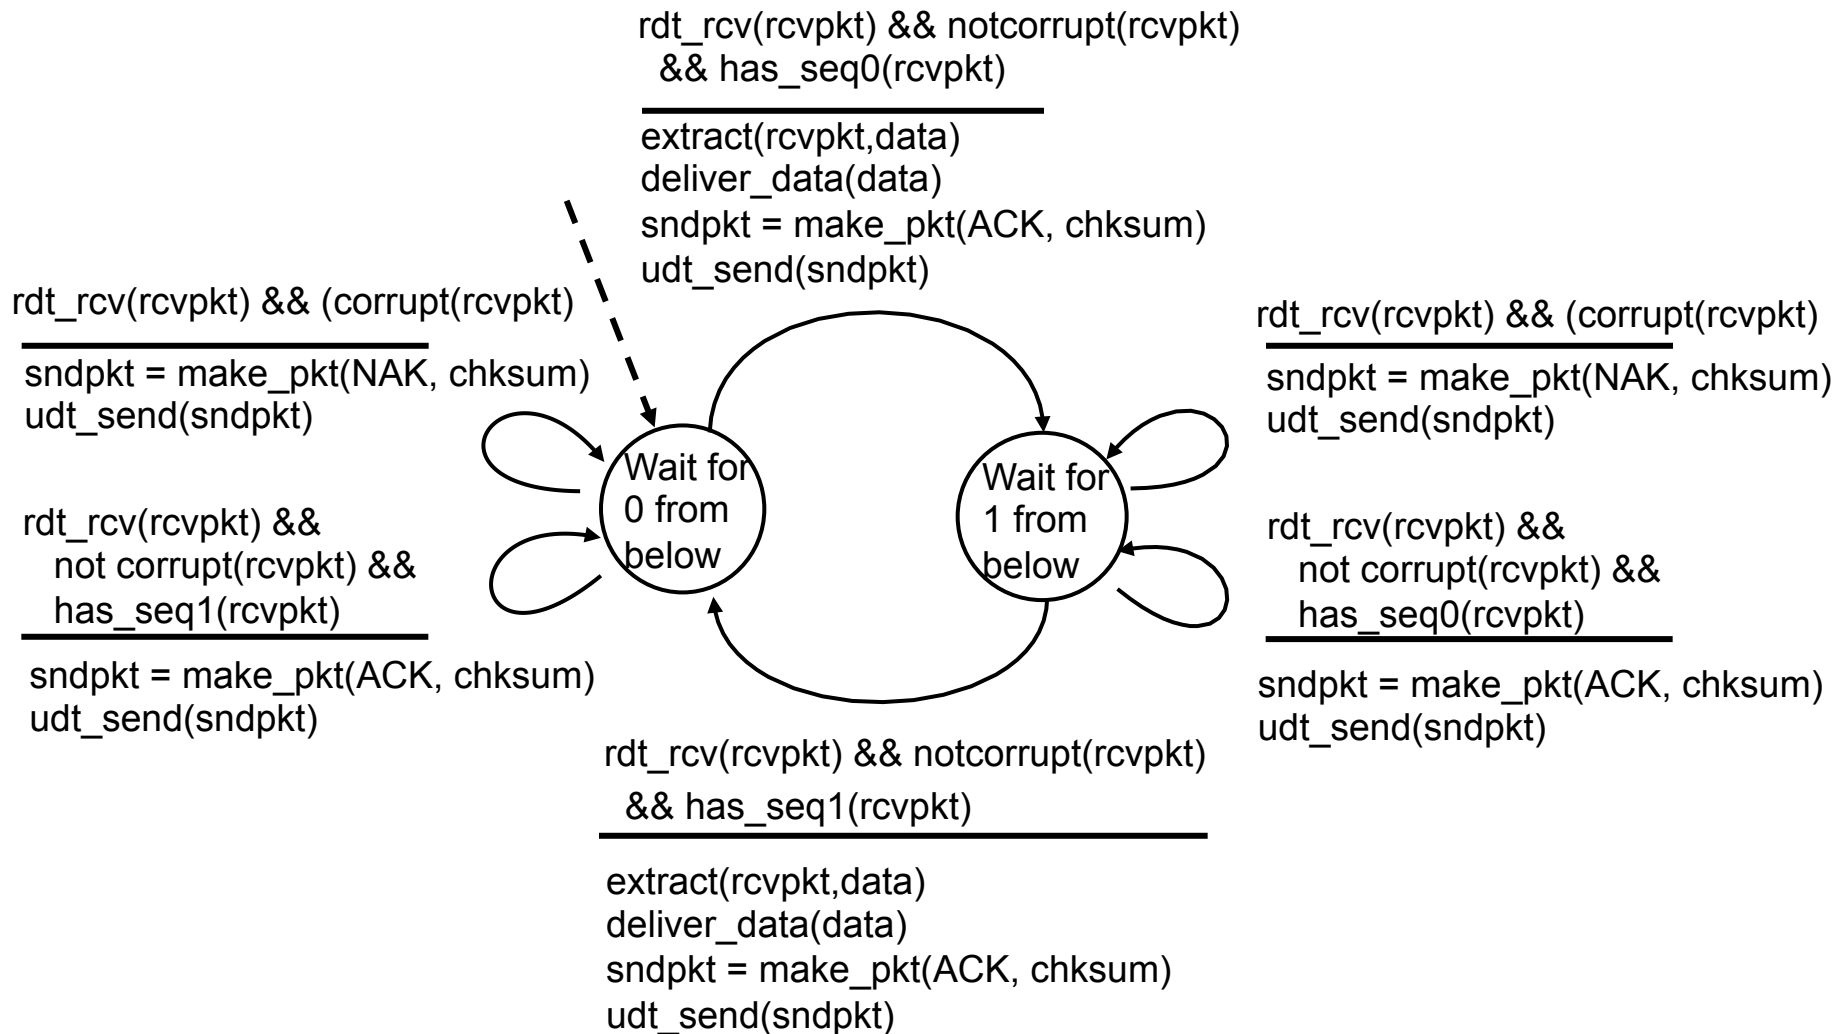 rdt_rcv(rcvpkt) && notcorrupt(rcvpkt)
&& has_seq0(rcvpkt)
extract(rcvpkt,data)
deliver_data(data)
sndpkt = make_pkt(ACK, chksum)
udt_send(sndpkt)
rdt_rcv(rcvpkt) && (corrupt(rcvpkt)
sndpkt = make_pkt(NAK, chksum)
udt_send(sndpkt)
rdt_rcv(rcvpkt) &&
not corrupt(rcvpkt) &&
has_seq1(rcvpkt)
sndpkt = make_pkt(ACK, chksum)
udt_send(sndpkt)
Wait for
0 from
below
Wait for
1 from
below
rdt_rcv(rcvpkt) && (corrupt(rcvpkt)
sndpkt = make_pkt(NAK, chksum)
udt_send(sndpkt)
rdt_rcv(rcvpkt) &&
not corrupt(rcvpkt) &&
has_seq0(rcvpkt)
sndpkt = make_pkt(ACK, chksum)
udt_send(sndpkt)
rdt_rcv(rcvpkt) && notcorrupt(rcvpkt)
&& has_seq1(rcvpkt)
extract(rcvpkt,data)
deliver_data(data)
sndpkt = make_pkt(ACK, chksum)
udt_send(sndpkt)